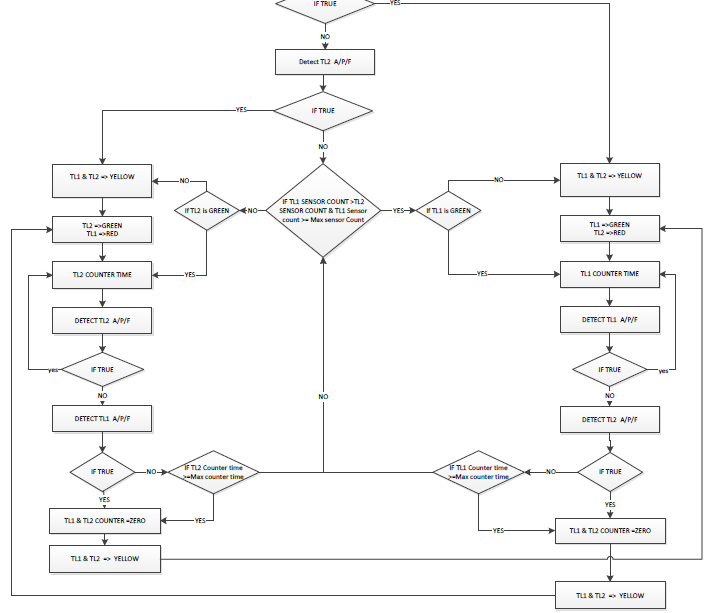 IF TRUE
YES
NO
Detect TL2 A/P/F
YES
IF TRUE
NO
TL1 & TL2 => YELLOW
NO
NO
TL1 & TL2 => YELLOW
IF TL1 SENSOR COUNT >TL2
SENSOR COUNT & TL1 Sensor
count >= Max sensor Count
If TL2 is GREEN
NO
YES
If TL1 is GREEN
TL2 =>GREEN
TL1 =>RED
TL1 =>GREEN
TL2 =>RED
TL2 COUNTER TIME
YES
YES
TL1 COUNTER TIME
DETECT TL2 A/P/F
DETECT TL1 A/P/F
yes
IF TRUE
IF TRUE
yes
NO
NO
NO
DETECT TL1 A/P/F
DETECT TL2 A/P/F
IF TRUE
NO
IF TL2 Counter time
>=Max counter time
IF TL1 Counter time
>=Max counter time
NO
IF TRUE
YES
YES
TL1 & TL2 COUNTER =ZERO
YES
YES
TL1 & TL2 COUNTER =ZERO
TL1 & TL2 => YELLOW
TL1 & TL2 => YELLOW